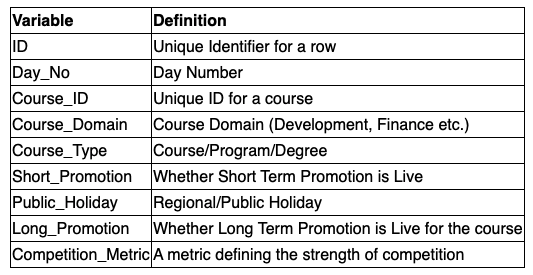 Variable Definition
ID Unique Identifier for a row
Day_No Day Number
Course_ID Unique ID for a course
Course_Domain Course Domain (Development, Finance etc.)
Course_Type Course/Program/Degree
Short_Promotion Whether Short Term Promotion is Live
Public_Holiday Regional/Public Holiday
Long_Promotion Whether Long Term Promotion is Live for the course
Competition_Metric A metric defining the strength of competition